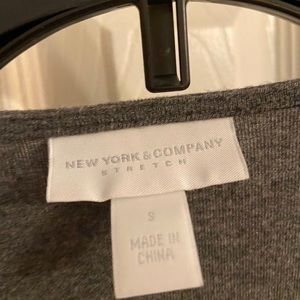 NEW YORK & COMPANY
STRETCH
S
MADE IN
CHINA